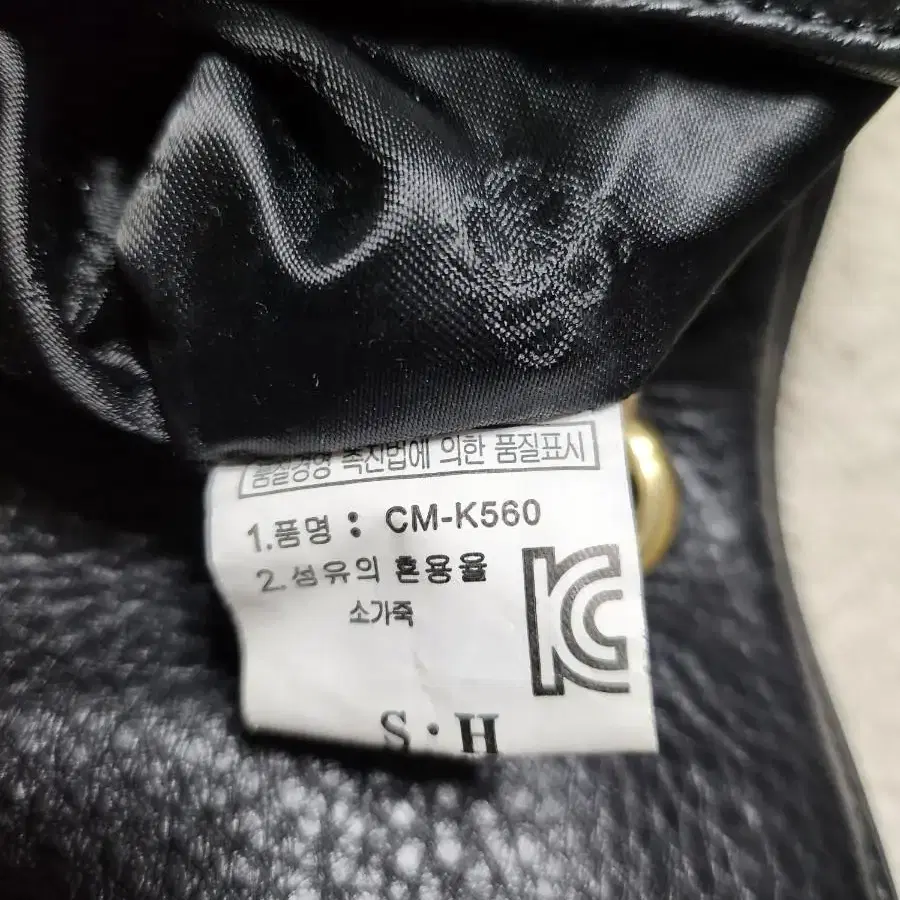 품질경영 촉진법에 의한 품질표시
1.품명 : CM-K560
2.섬유의 혼용율
소가죽
KC
S·H